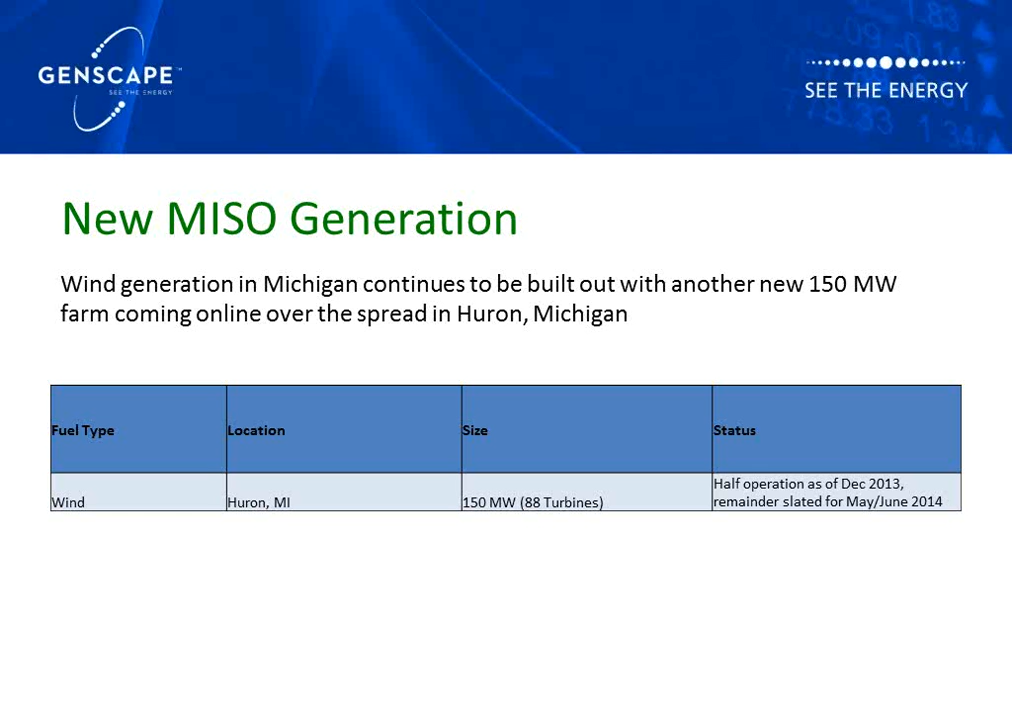 GENSCAPE™
SEE THE ENERGY
SEE THE ENERGY
New MISO Generation
Wind generation in Michigan continues to be built out with another new 150 MW
farm coming online over the spread in Huron, Michigan
Fuel Type Location Size Status
Wind Huron, MI 150 MW (88 Turbines) Half operation as of Dec 2013,
remainder slated for May/June 2014